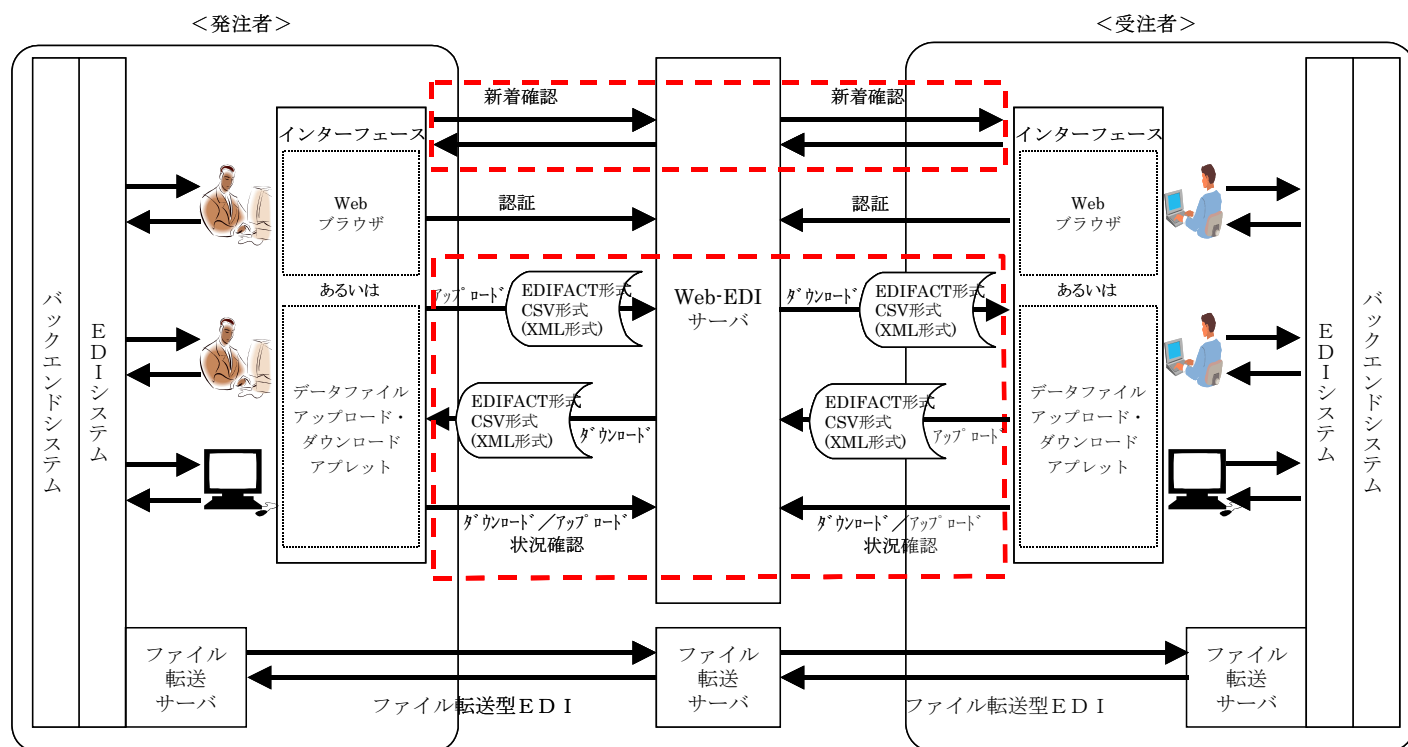 ＜発注者＞
＜受注者＞
バックエンドシステム
EDIシステム
インターフェース
Web
ブラウザ
あるいは
データファイル
アップロード・
ダウンロード
アプレット
新着確認
認証
ｱｯﾌﾟﾛｰﾄﾞ
EDIFACT形式
CSV形式
(XML形式)
EDIFACT形式
CSV形式
(XML形式)
ﾀﾞｳﾝﾛｰﾄﾞ
ﾀﾞｳﾝﾛｰﾄﾞ／ｱｯﾌﾟﾛｰﾄﾞ
状況確認
Web-EDI
サーバ
新着確認
認証
ﾀﾞｳﾝﾛｰﾄﾞ
EDIFACT形式
CSV形式
(XML形式)
EDIFACT形式
CSV形式
(XML形式)
ｱｯﾌﾟﾛｰﾄﾞ
ﾀﾞｳﾝﾛｰﾄﾞ／ｱｯﾌﾟﾛｰﾄﾞ
状況確認
インターフェース
Web
ブラウザ
あるいは
データファイル
アップロード・
ダウンロード
アプレット
EDIシステム
バックエンドシステム
ファイル
転送
サーバ
ファイル転送型ＥＤＩ
ファイル
転送
サーバ
ファイル転送型ＥＤＩ
ファイル
転送
サーバ